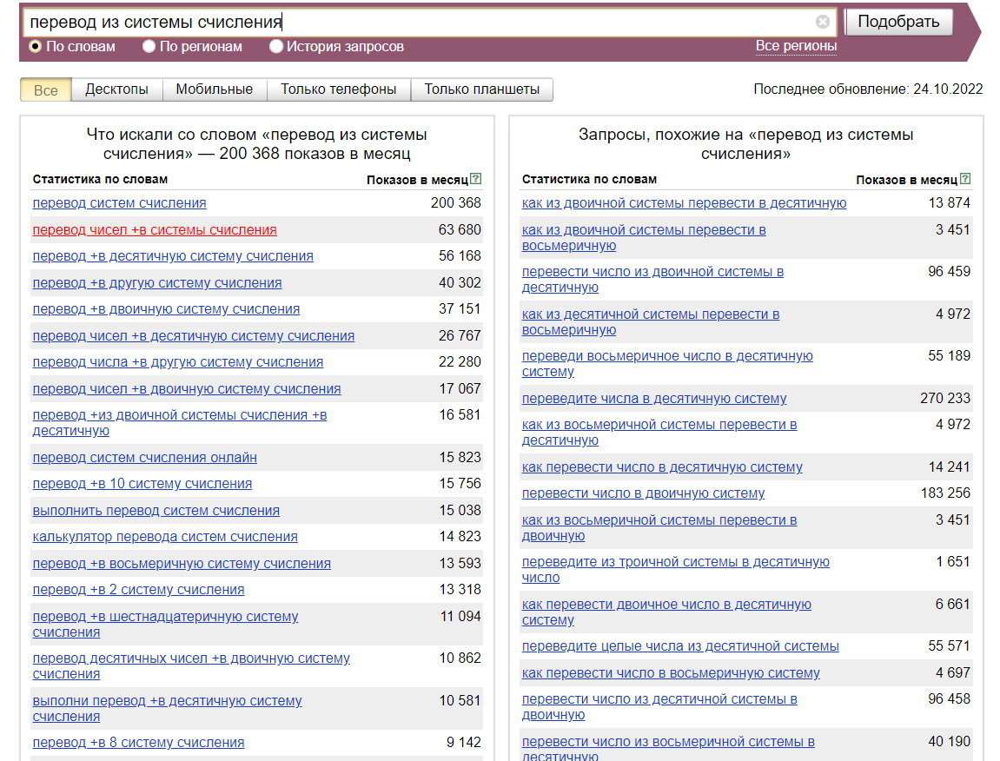 перевод из системы счисления
Подобрать
По словам
По регионам
История запросов
Все регионы
Все
Десктопы
Мобильные
Только телефоны
Только планшеты
Последнее обновление: 24.10.2022
Что искали со словом «перевод из системы
счисления» — 200 368 показов в месяц
Статистика по словам
Показов в месяц ?
перевод систем счисления 200 368
перевод чисел +в системы счисления 63 680
перевод +в десятичную систему счисления 56 168
перевод +в другую систему счисления 40 302
перевод +в двоичную систему счисления 37 151
перевод чисел +в десятичную систему счисления 26 767
перевод числа +в другую систему счисления 22 280
перевод чисел +в двоичную систему счисления 17 067
перевод +из двоичной системы счисления +в 16 581
десятичную
перевод систем счисления онлайн 15 823
перевод +в 10 систему счисления 15 756
выполнить перевод систем счисления 15 038
калькулятор перевода систем счисления 14 823
перевод +в восьмеричную систему счисления 13 593
перевод +в 2 систему счисления 13 318
перевод +в шестнадцатеричную систему 11 094
счисления
перевод десятичных чисел +в двоичную систему 10 862
счисления
выполни перевод +в десятичную систему 10 581
счисления
перевод +в 8 систему счисления 9 142
Запросы, похожие на «перевод из системы
счисления»
Статистика по словам
Показов в месяц ?
как из двоичной системы перевести в десятичную 13 874
как из двоичной системы перевести в 3 451
восьмеричную
перевести число из двоичной системы в 96 459
десятичную
как из десятичной системы перевести в 4 972
восьмеричную
переведи восьмеричное число в десятичную 55 189
систему
переведите числа в десятичную систему 270 233
как из восьмеричной системы перевести в 4 972
десятичную
как перевести число в десятичную систему 14 241
перевести число в двоичную систему 183 256
как из восьмеричной системы перевести в 3 451
двоичную
переведите из троичной системы в десятичную 1 651
число
как перевести двоичное число в десятичную 6 661
систему
переведите целые числа из десятичной системы 55 571
как перевести число в восьмеричную систему 4 697
перевести число из десятичной системы в 96 458
двоичную
перевести число из восьмеричной системы в 40 190
десятичную